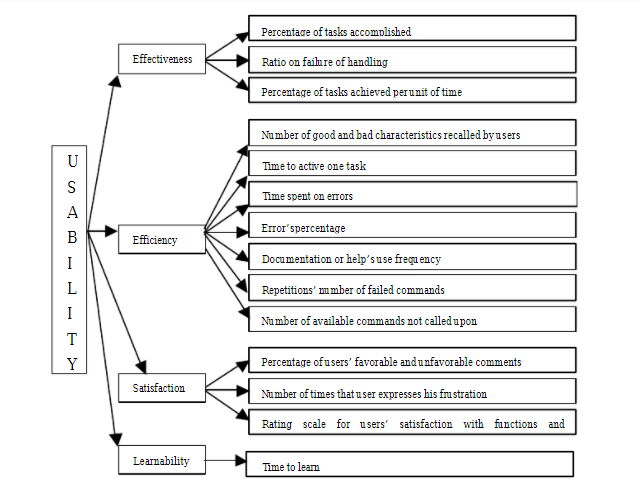 USABILITY
Effectiveness
Percentage of tasks accomplished
Ratio on failure of handling
Percentage of tasks achieved per unit of time
Efficiency
Number of good and bad characteristics recalled by users
Time to active one task
Time spent on errors
Error's percentage
Documentation or help's use frequency
Repetitions' number of failed commands
Number of available commands not called upon
Satisfaction
Percentage of users' favorable and unfavorable comments
Number of times that user expresses his frustration
Rating scale for users' satisfaction with functions and
Learnability
Time to learn